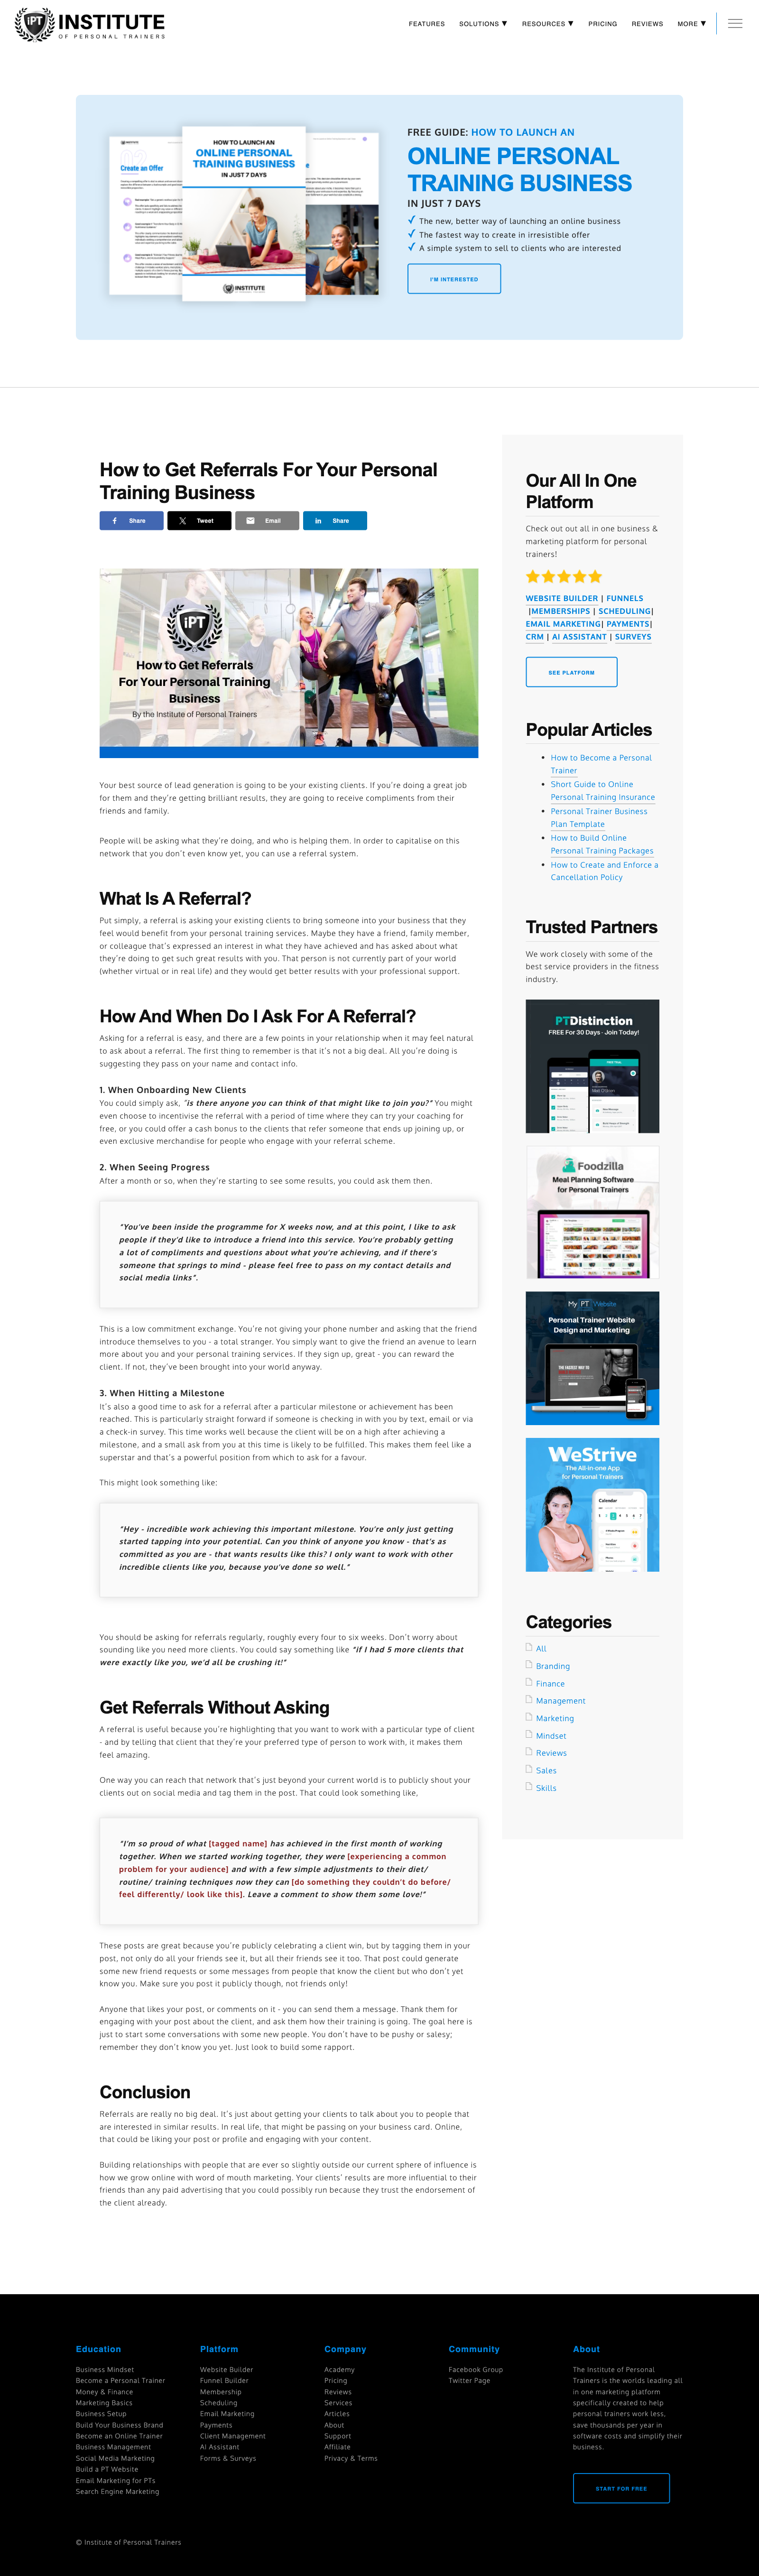 iPT
INSTITUTE
OF PERSONAL TRAINERS
FEATURES
SOLUTIONS ▼
RESOURCES ▼
PRICING
REVIEWS
MORE ▼
Create an Offer
HOW TO LAUNCH AN
ONLINE PERSONAL
TRAINING BUSINESS
IN JUST 7 DAYS
INSTITUTE
FREE GUIDE: HOW TO LAUNCH AN
ONLINE PERSONAL
TRAINING BUSINESS
IN JUST 7 DAYS
✓ The new, better way of launching an online business
✓ The fastest way to create in irresistible offer
✓ A simple system to sell to clients who are interested
I'M INTERESTED
How to Get Referrals For Your Personal
Training Business
Share
Tweet
Email
Share
iPT
How to Get Referrals
For Your Personal Training
Business
By the Institute of Personal Trainers
Your best source of lead generation is going to be your existing clients. If you're doing a great job
for them and they're getting brilliant results, they are going to receive compliments from their
friends and family.
People will be asking what they're doing, and who is helping them. In order to capitalise on this
network that you don't even know yet, you can use a referral system.
What Is A Referral?
Put simply, a referral is asking your existing clients to bring someone into your business that they
feel would benefit from your personal training services. Maybe they have a friend, family member,
or colleague that's expressed an interest in what they have achieved and has asked about what
they're doing to get such great results with you. That person is not currently part of your world
(whether virtual or in real life) and they would get better results with your professional support.
How And When Do I Ask For A Referral?
Asking for a referral is easy, and there are a few points in your relationship when it may feel natural
to ask about a referral. The first thing to remember is that it's not a big deal. All you're doing is
suggesting they pass on your name and contact info.
1. When Onboarding New Clients
You could simply ask, "is there anyone you can think of that might like to join you?" You might
even choose to incentivise the referral with a period of time where they can try your coaching for
free, or you could offer a cash bonus to the clients that refer someone that ends up joining up, or
even exclusive merchandise for people who engage with your referral scheme.
2. When Seeing Progress
After a month or so, when they're starting to see some results, you could ask them then.
"You've been inside the programme for X weeks now, and at this point, I like to ask
people if they'd like to introduce a friend into this service. You're probably getting
a lot of compliments and questions about what you're achieving, and if there's
someone that springs to mind - please feel free to pass on my contact details and
social media links".
This is a low commitment exchange. You're not giving your phone number and asking that the friend
introduce themselves to you - a total stranger. You simply want to give the friend an avenue to learn
more about you and your personal training services. If they sign up, great - you can reward the
client. If not, they've been brought into your world anyway.
3. When Hitting a Milestone
It's also a good time to ask for a referral after a particular milestone or achievement has been
reached. This is particularly straight forward if someone is checking in with you by text, email or via
a check-in survey. This time works well because the client will be on a high after achieving a
milestone, and a small ask from you at this time is likely to be fulfilled. This makes them feel like a
superstar and that's a powerful position from which to ask for a favour.
This might look something like:
"Hey - incredible work achieving this important milestone. You're only just getting
started tapping into your potential. Can you think of anyone you know - that's as
committed as you are - that wants results like this? I only want to work with other
incredible clients like you, because you've done so well."
You should be asking for referrals regularly, roughly every four to six weeks. Don't worry about
sounding like you need more clients. You could say something like "if I had 5 more clients that
were exactly like you, we'd all be crushing it!"
Get Referrals Without Asking
A referral is useful because you're highlighting that you want to work with a particular type of client
- and by telling that client that they're your preferred type of person to work with, it makes them
feel amazing.
One way you can reach that network that's just beyond your current world is to publicly shout your
clients out on social media and tag them in the post. That could look something like,
"I'm so proud of what [tagged name] has achieved in the first month of working
together. When we started working together, they were [experiencing a common
problem for your audience] and with a few simple adjustments to their diet/
routine/ training techniques now they can [do something they couldn't do before/
feel differently/ look like this]. Leave a comment to show them some love!"
These posts are great because you're publicly celebrating a client win, but by tagging them in your
post, not only do all your friends see it, but all their friends see it too. That post could generate
some new friend requests or some messages from people that know the client but who don't yet
know you. Make sure you post it publicly though, not friends only!
Anyone that likes your post, or comments on it - you can send them a message. Thank them for
engaging with your post about the client, and ask them how their training is going. The goal here is
just to start some conversations with some new people. You don't have to be pushy or salesy;
remember they don't know you yet. Just look to build some rapport.
Conclusion
Referrals are really no big deal. It's just about getting your clients to talk about you to people that
are interested in similar results. In real life, that might be passing on your business card. Online,
that could be liking your post or profile and engaging with your content.
Building relationships with people that are ever so slightly outside our current sphere of influence is
how we grow online with word of mouth marketing. Your clients' results are more influential to their
friends than any paid advertising that you could possibly run because they trust the endorsement of
the client already.
Our All In One
Platform
Check out out all in one business &
marketing platform for personal
trainers!
WEBSITE BUILDER | FUNNELS
|MEMBERSHIPS | SCHEDULING|
EMAIL MARKETING| PAYMENTS|
CRM | AI ASSISTANT | SURVEYS
SEE PLATFORM
Popular Articles
• How to Become a Personal
Trainer
• Short Guide to Online
Personal Training Insurance
• Personal Trainer Business
Plan Template
• How to Build Online
Personal Training Packages
• How to Create and Enforce a
Cancellation Policy
Trusted Partners
We work closely with some of the
best service providers in the fitness
industry.
PTDistinction
FREE For 30 Days - Join Today!
Foodzilla
Meal Planning Software
for Personal Trainers
My PT Website
Personal Trainer Website
Design and Marketing
WeStrive
The All-in-one App
for Personal Trainers
Calendar
Categories
All
Branding
Finance
Management
Marketing
Mindset
Reviews
Sales
Skills
Education
Business Mindset
Become a Personal Trainer
Money & Finance
Marketing Basics
Business Setup
Build Your Business Brand
Become an Online Trainer
Business Management
Social Media Marketing
Build a PT Website
Email Marketing for PTs
Search Engine Marketing
Platform
Website Builder
Funnel Builder
Membership
Scheduling
Email Marketing
Payments
Client Management
AI Assistant
Forms & Surveys
Company
Academy
Pricing
Reviews
Services
Articles
About
Support
Affiliate
Privacy & Terms
Community
Facebook Group
Twitter Page
About
The Institute of Personal
Trainers is the worlds leading all
in one marketing platform
specifically created to help
personal trainers work less,
save thousands per year in
software costs and simplify their
business.
START FOR FREE
© Institute of Personal Trainers